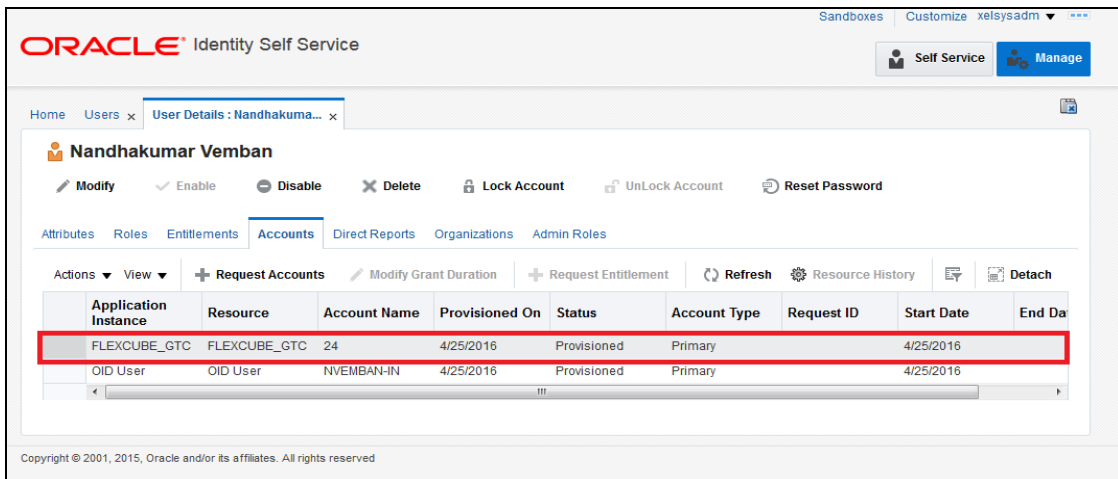 Sandboxes Customize xelsysadm
ORACLE Identity Self Service
Self Service Manage
Home Users x User Details : Nandhakuma... x
Nandhakumar Vemban
Modify Enable Disable Delete Lock Account UnLock Account Reset Password
Attributes Roles Entitlements Accounts Direct Reports Organizations Admin Roles
Actions View Request Accounts Modify Grant Duration Request Entitlement Refresh Resource History Detach
Application Instance Resource Account Name Provisioned On Status Account Type Request ID Start Date End Da
FLEXCUBE_GTC FLEXCUBE_GTC 24 4/25/2016 Provisioned Primary 4/25/2016
OID User OID User NVEMBAN-IN 4/25/2016 Provisioned Primary 4/25/2016
Copyright © 2001, 2015, Oracle and/or its affiliates. All rights reserved